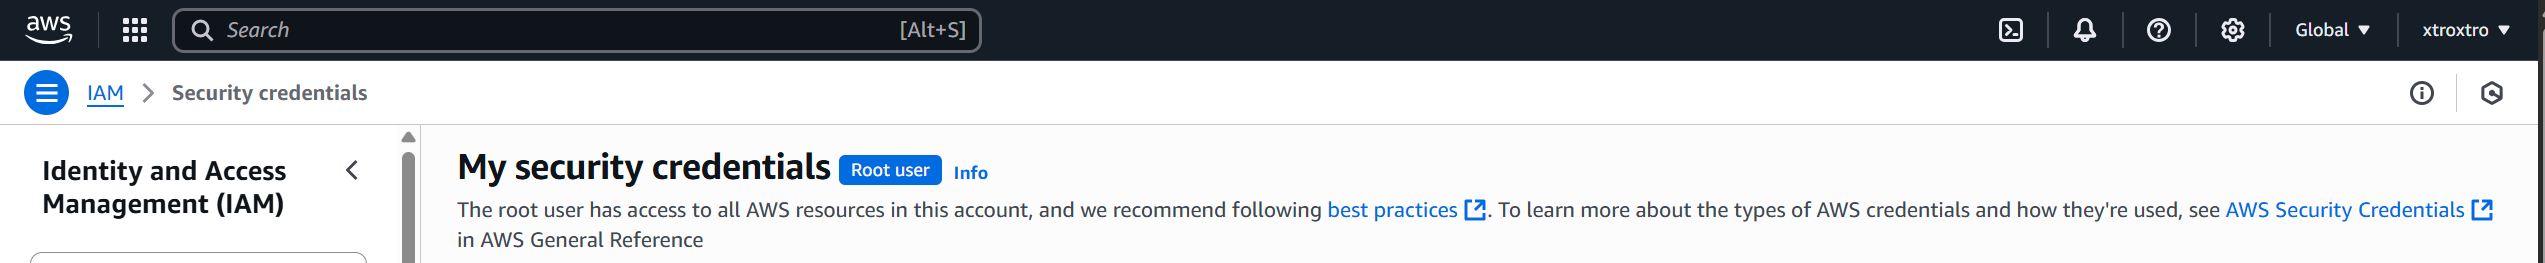 aws
Search
[Alt+S]
Global
xtroxtro
IAM
Security credentials
Identity and Access
Management (IAM)
My security credentials
Root user
Info
The root user has access to all AWS resources in this account, and we recommend following best practices. To learn more about the types of AWS credentials and how they're used, see AWS Security Credentials
in AWS General Reference